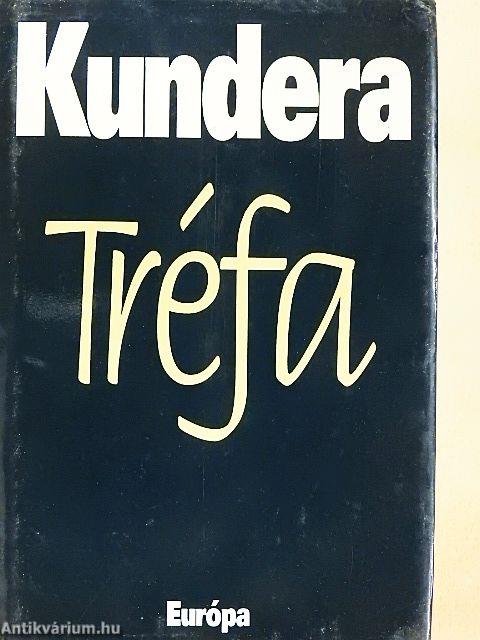 Kundera
Tréfa
Európa
Antikvárium.hu